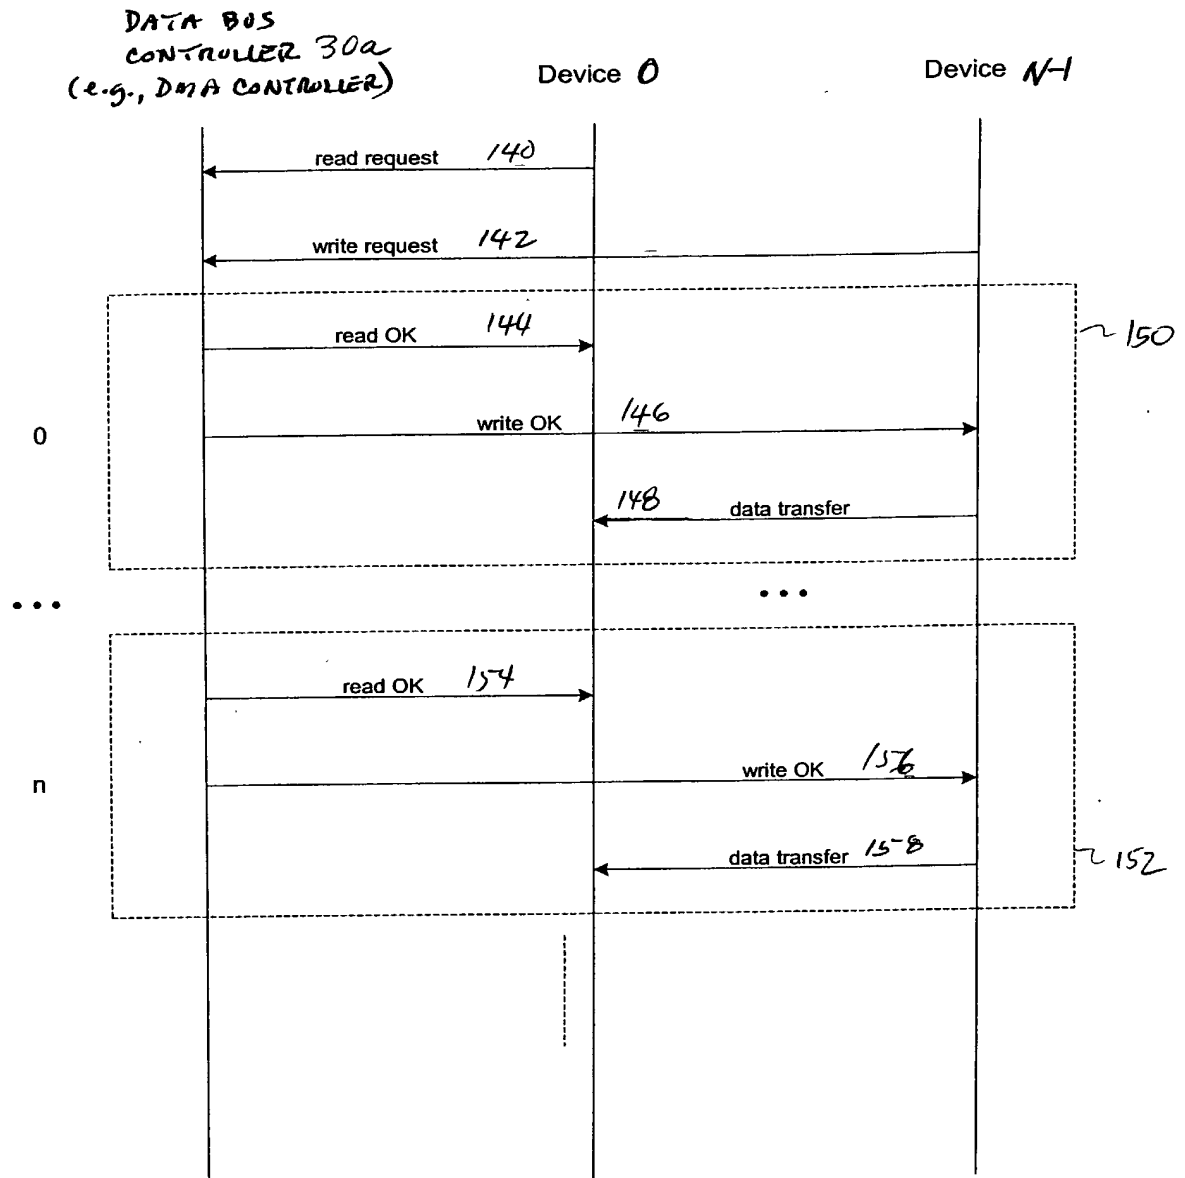 DATA BUS
CONTROLLER 30a
(e.g., DMA CONTROLLER)
Device 0
Device N-1
read request 140
write request 142
read OK 144
150
write OK 146
0
148 data transfer
•••
•••
read OK 154
write OK 156
n
data transfer 158
152